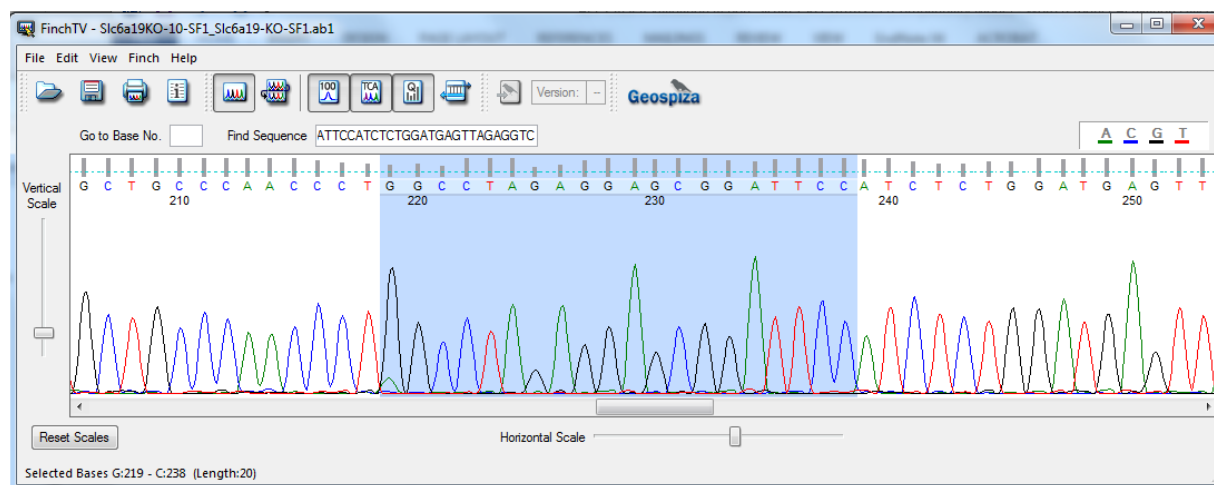 FinchTV - Slc6a19KO-10-SF1_Slc6a19-KO-SF1.ab1
File Edit View Finch Help
100 TCA Q Version: -- Geospiza
Go to Base No. Find Sequence ATTCCATCTCTGGATGAGTTAGAGGTC A C G T
Vertical Scale
G C T G C C C A A C C C T G G C C T A G A G G A G C G G A T T C C A T C T C T G G A T G A G T T
210 220 230 240 250
Reset Scales Horizontal Scale
Selected Bases G:219 - C:238 (Length:20)